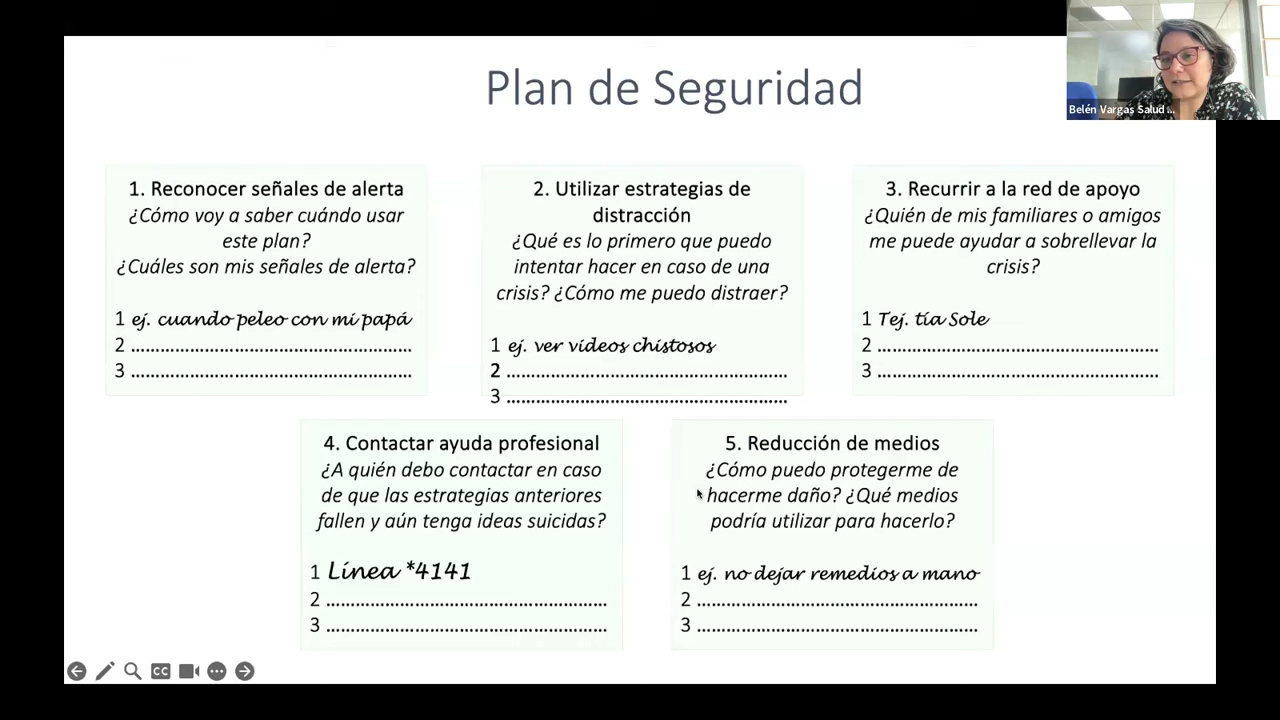 Plan de Seguridad
Belén Vargas Salud ...
1. Reconocer señales de alerta
¿Cómo voy a saber cuándo usar
este plan?
¿Cuáles son mis señales de alerta?
1 ej. cuando peleo con mi papá
2 ................................................
3 ................................................
2. Utilizar estrategias de
distracción
¿Qué es lo primero que puedo
intentar hacer en caso de una
crisis? ¿Cómo me puedo distraer?
1 ej. ver videos chistosos
2 ................................................
3 ................................................
3. Recurrir a la red de apoyo
¿Quién de mis familiares o amigos
me puede ayudar a sobrellevar la
crisis?
1 Tej. tía Sole
2 ................................................
3 ................................................
4. Contactar ayuda profesional
¿A quién debo contactar en caso
de que las estrategias anteriores
fallen y aún tenga ideas suicidas?
1 Línea *4141
2 ................................................
3 ................................................
5. Reducción de medios
¿Cómo puedo protegerme de
hacerme daño? ¿Qué medios
podría utilizar para hacerlo?
1 ej. no dejar remedios a mano
2 ................................................
3 ................................................
CC